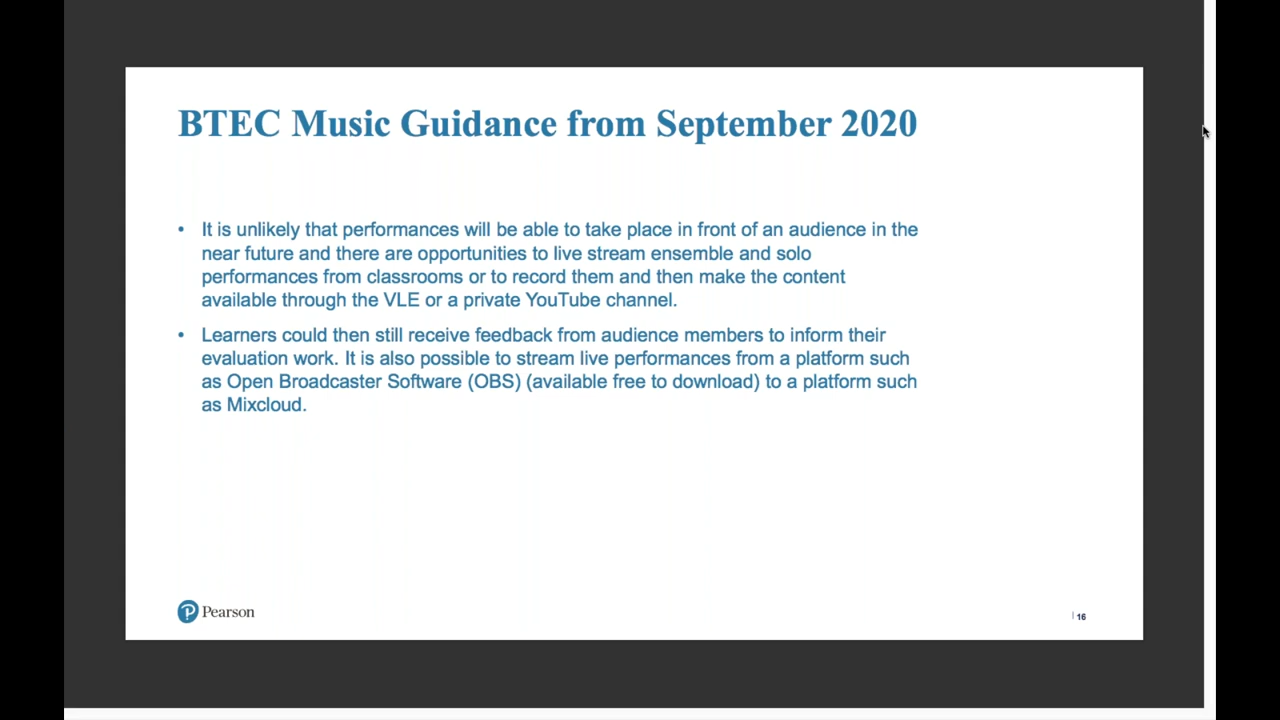 BTEC Music Guidance from September 2020
• It is unlikely that performances will be able to take place in front of an audience in the
near future and there are opportunities to live stream ensemble and solo
performances from classrooms or to record them and then make the content
available through the VLE or a private YouTube channel.
• Learners could then still receive feedback from audience members to inform their
evaluation work. It is also possible to stream live performances from a platform such
as Open Broadcaster Software (OBS) (available free to download) to a platform such
as Mixcloud.
P Pearson
| 16